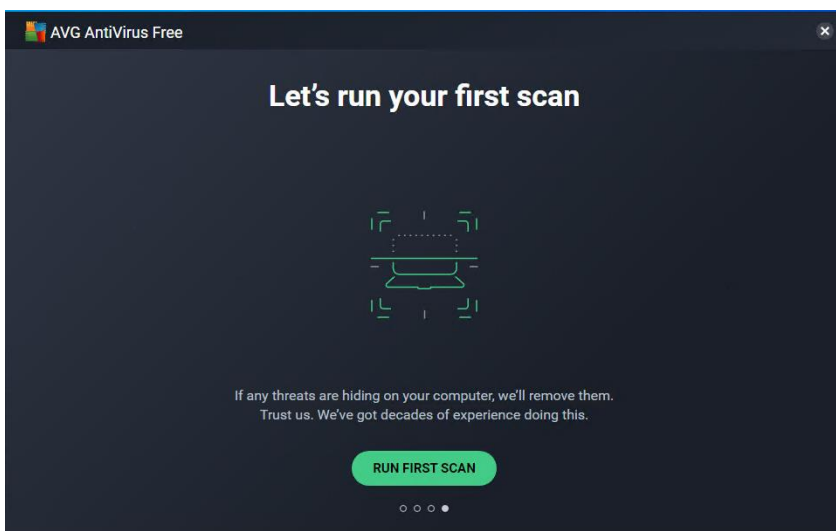 AVG AntiVirus Free
Let's run your first scan
If any threats are hiding on your computer, we'll remove them.
Trust us. We've got decades of experience doing this.
RUN FIRST SCAN